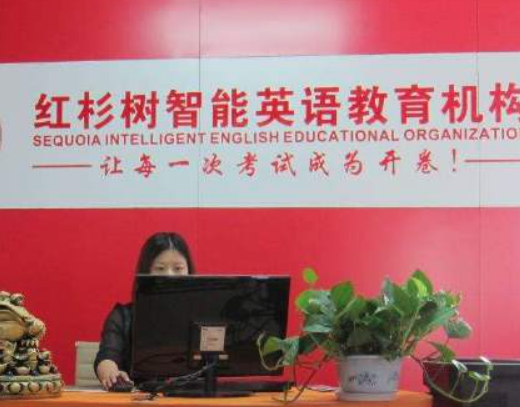 红杉树智能英语教育机构
SEQUOIA INTELLIGENT ENGLISH EDUCATIONAL ORGANIZATIO
让每一次考试成为开卷！